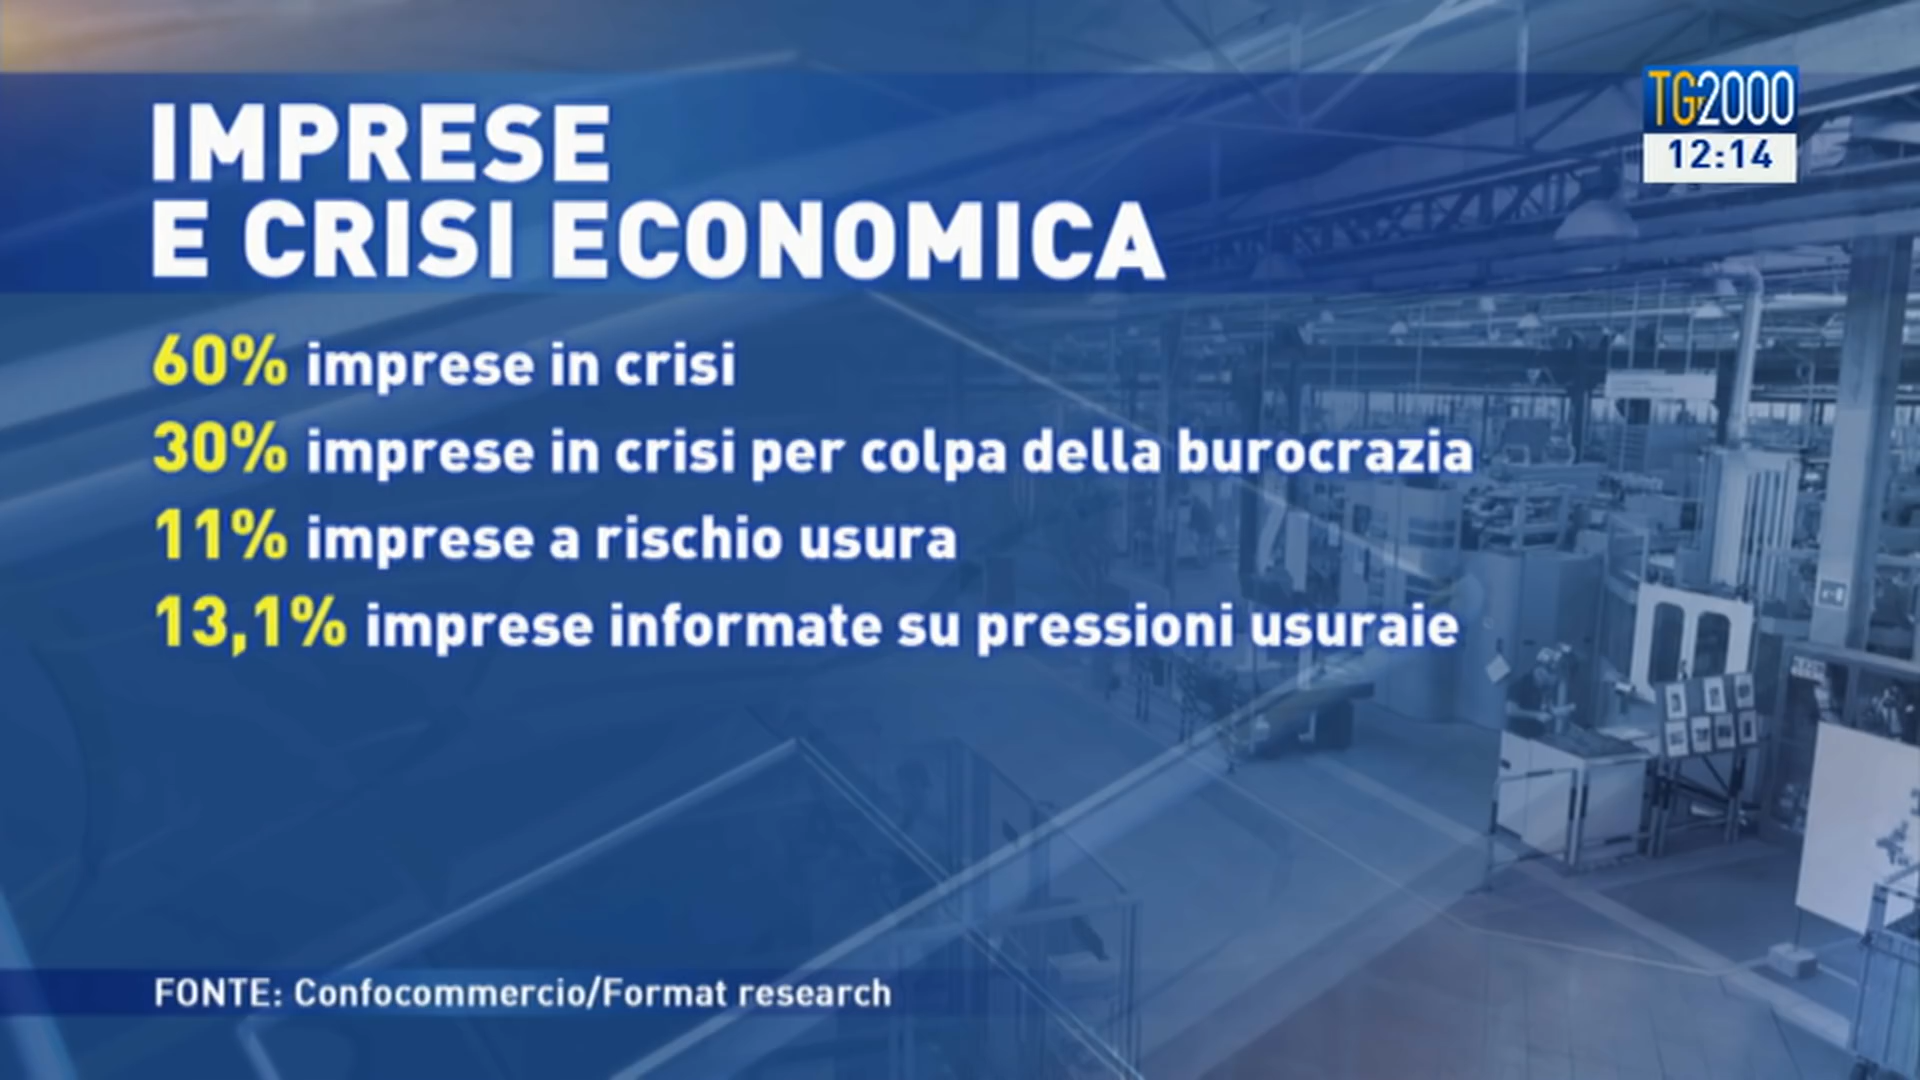 IMPRESE
E CRISI ECONOMICA
TG2000
12:14
60% imprese in crisi
30% imprese in crisi per colpa della burocrazia
11% imprese a rischio usura
13,1% imprese informate su pressioni usuraie
FONTE: Confocommercio/Format research